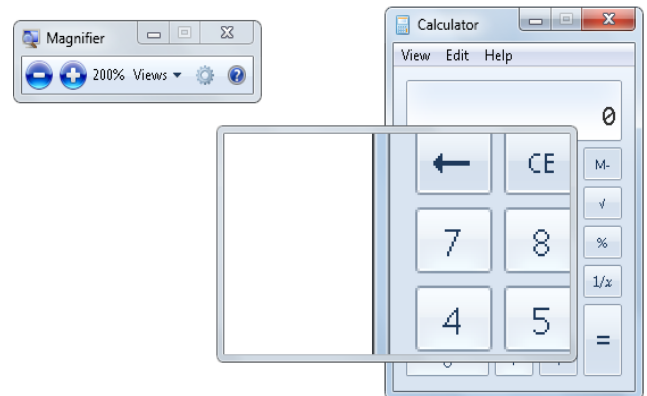 Magnifier
200% Views
Calculator
View Edit Help
0
← CE M-
√
7 8 %
1/x
4 5 =